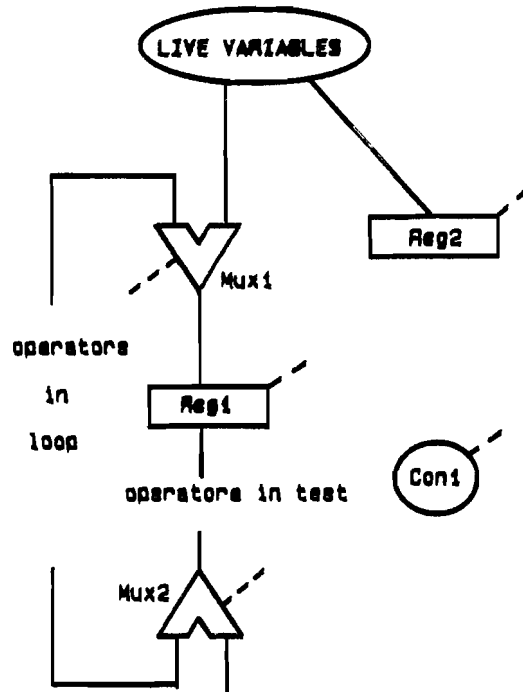 LIVE VARIABLES
Reg2
Mux1
operators
in
loop
Reg1
operators in test
Con1
Mux2